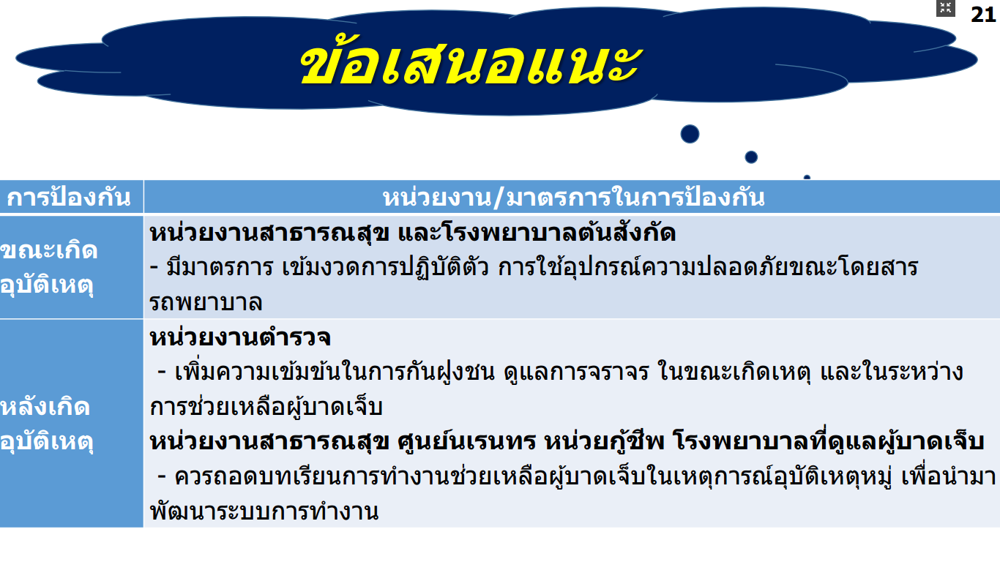 21
ข้อเสนอแนะ
การป้องกัน
หน่วยงาน/มาตรการในการป้องกัน
ขณะเกิด
อุบัติเหตุ
หน่วยงานสาธารณสุข และโรงพยาบาลต้นสังกัด
- มีมาตรการ เข้มงวดการปฏิบัติตัว การใช้อุปกรณ์ความปลอดภัยขณะโดยสาร
รถพยาบาล
หลังเกิด
อุบัติเหตุ
หน่วยงานตำรวจ
- เพิ่มความเข้มข้นในการกันฝูงชน ดูแลการจราจร ในขณะเกิดเหตุ และในระหว่าง
การช่วยเหลือผู้บาดเจ็บ
หน่วยงานสาธารณสุข ศูนย์นเรนทร หน่วยกู้ชีพ โรงพยาบาลที่ดูแลผู้บาดเจ็บ
- ควรถอดบทเรียนการทำงานช่วยเหลือผู้บาดเจ็บในเหตุการณ์อุบัติเหตุหมู่ เพื่อนำมา
พัฒนาระบบการทำงาน